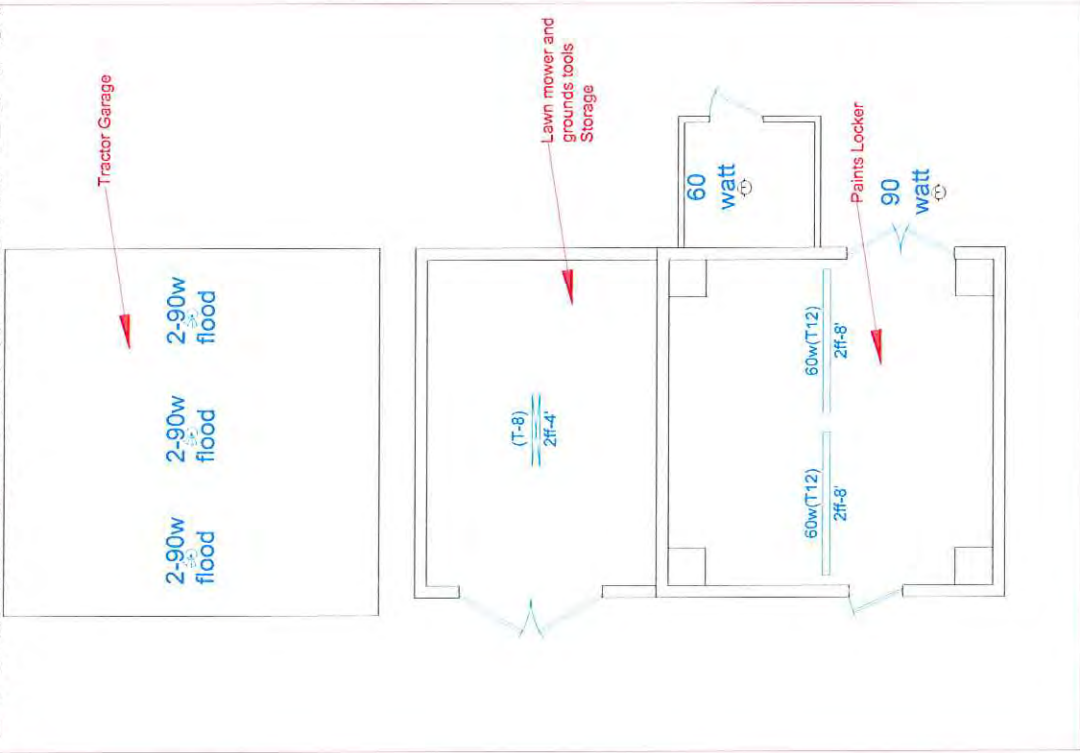 Tractor Garage
2-90w
flood
2-90w
flood
2-90w
flood
Lawn mower and
grounds tools
Storage
(T-8)
2ff-4'
60
watt
Paints Locker
90
watt
60w(T12)
2ff-8'
60w(T12)
2ff-8'